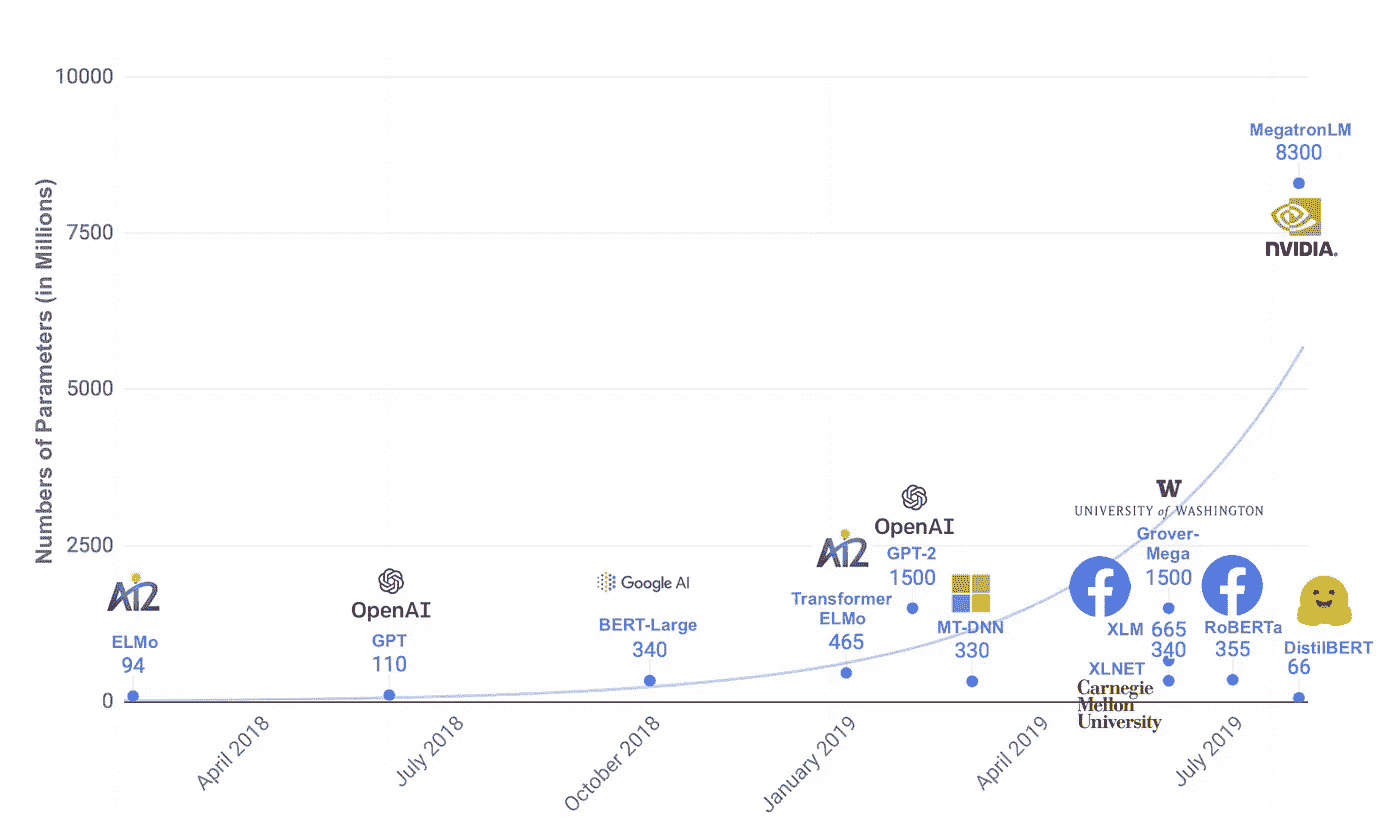 10000
7500
5000
2500
0
Numbers of Parameters (in Millions)
April 2018
July 2018
October 2018
January 2019
April 2019
July 2019
AI2
ELMo
94
OpenAI
GPT
110
Google AI
BERT-Large
340
AI2
Transformer
ELMo
465
OpenAI
GPT-2
1500
MT-DNN
330
W
UNIVERSITY of WASHINGTON
Grover-
Mega
1500
f
XLM 665
340
XLNET
Carnegie
Mellon
University
f
RoBERTa
355
MegatronLM
8300
NVIDIA.
DistilBERT
66